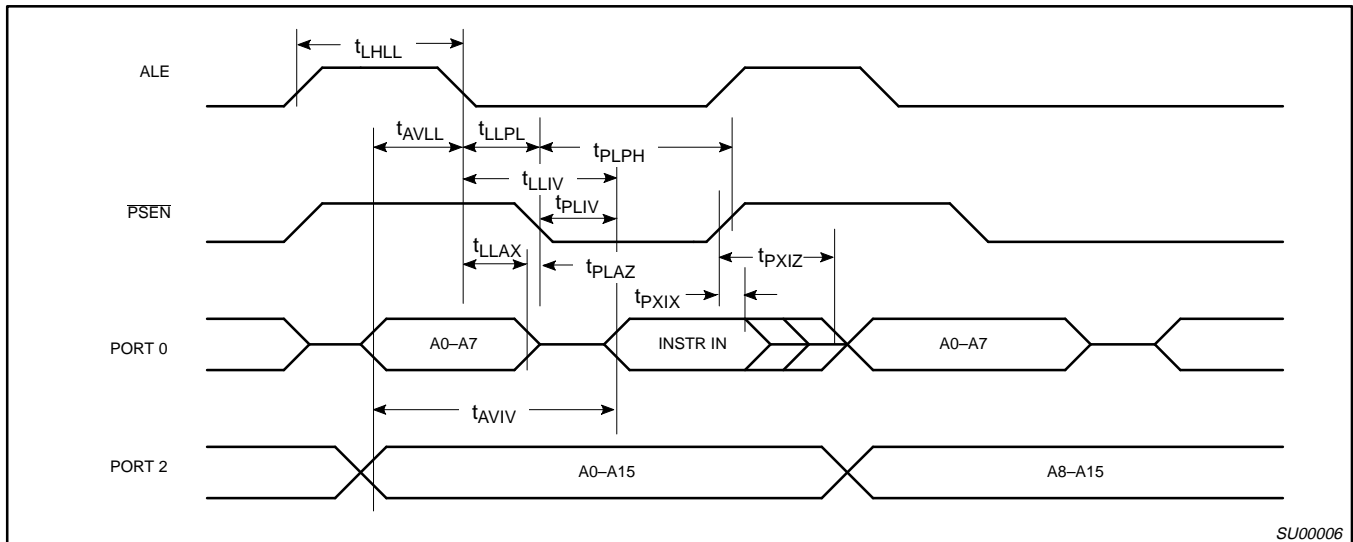 tLHLL
ALE
tAVLL
tLLPL
tPLPH
tLLIV
PSEN
tPLIV
tLLAX
tPLAZ
tPXIZ
tPXIX
PORT 0
A0–A7
INSTR IN
A0–A7
tAVIV
PORT 2
A0–A15
A8–A15
SU00006